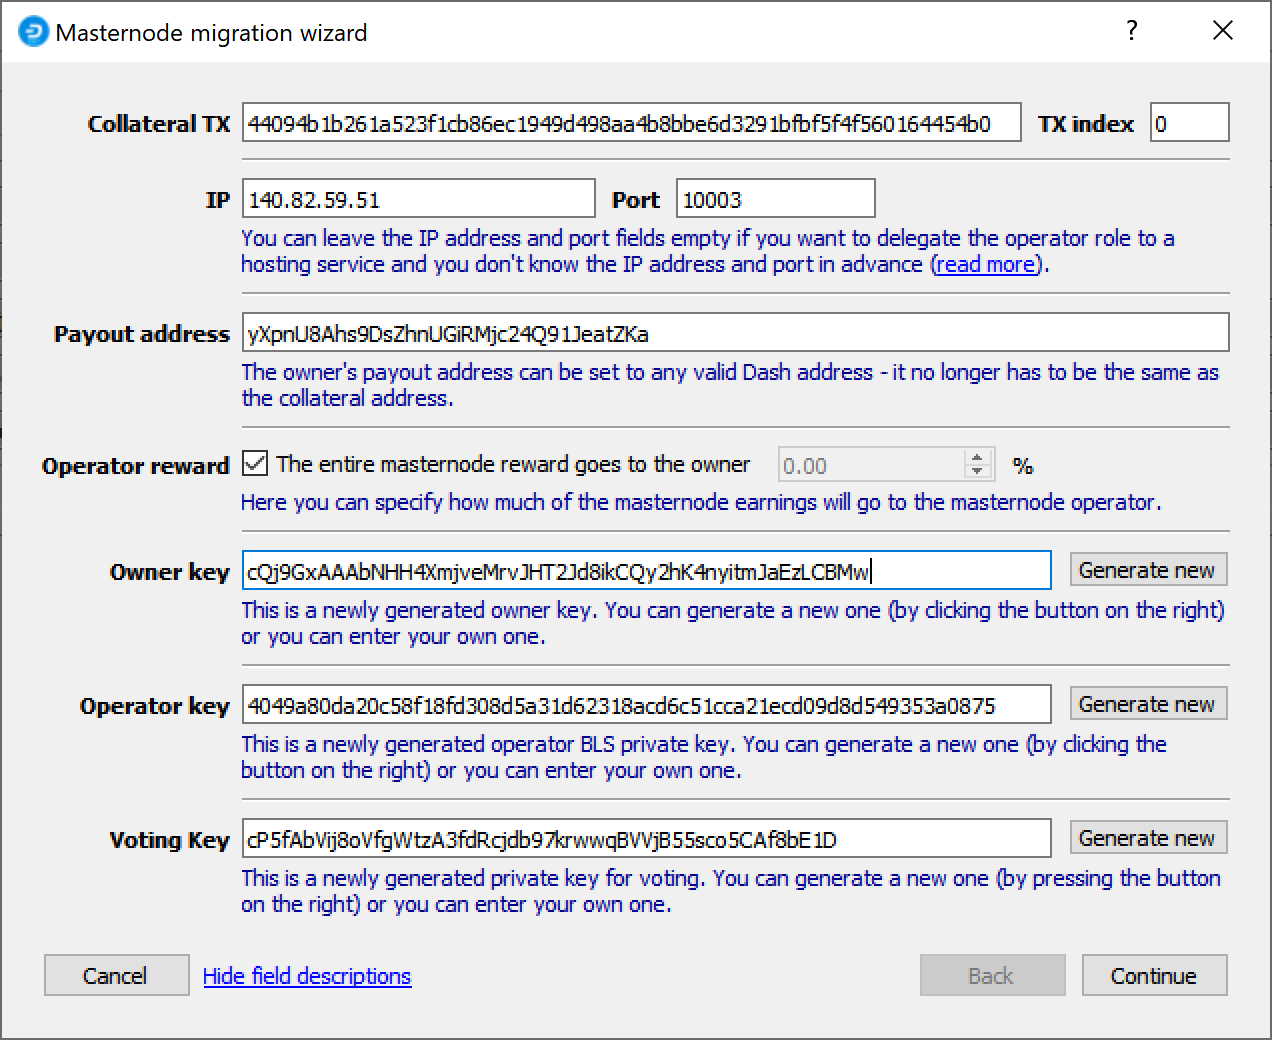 Masternode migration wizard
?
Collateral TX 44094b1b261a523f1cb86ec1949d498aa4b8bbe6d3291bfbf5f4f560164454b0 TX index 0
IP 140.82.59.51 Port 10003
You can leave the IP address and port fields empty if you want to delegate the operator role to a
hosting service and you don't know the IP address and port in advance (read more).
Payout address yXpnU8Ahs9DsZhnUGiRMjc24Q91JeatZKa
The owner's payout address can be set to any valid Dash address - it no longer has to be the same as
the collateral address.
Operator reward The entire masternode reward goes to the owner 0.00 %
Here you can specify how much of the masternode earnings will go to the masternode operator.
Owner key cQj9GxAAAbNHH4XmjveMrvJHT2Jd8ikCQy2hK4nyitmJaEzLCBMw Generate new
This is a newly generated owner key. You can generate a new one (by clicking the button on the right)
or you can enter your own one.
Operator key 4049a80da20c58f18fd308d5a31d62318acd6c51cca21ecd09d8d549353a0875 Generate new
This is a newly generated operator BLS private key. You can generate a new one (by clicking the
button on the right) or you can enter your own one.
Voting Key cP5fAbVij8oVfgWtzA3fdRcjdb97krwwqBVVjB55sco5CAf8bE1D Generate new
This is a newly generated private key for voting. You can generate a new one (by pressing the button
on the right) or you can enter your own one.
Cancel Hide field descriptions Back Continue